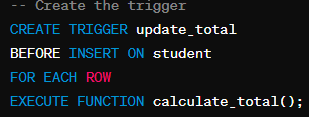 -- Create the trigger
CREATE TRIGGER update_total
BEFORE INSERT ON student
FOR EACH ROW
EXECUTE FUNCTION calculate_total();